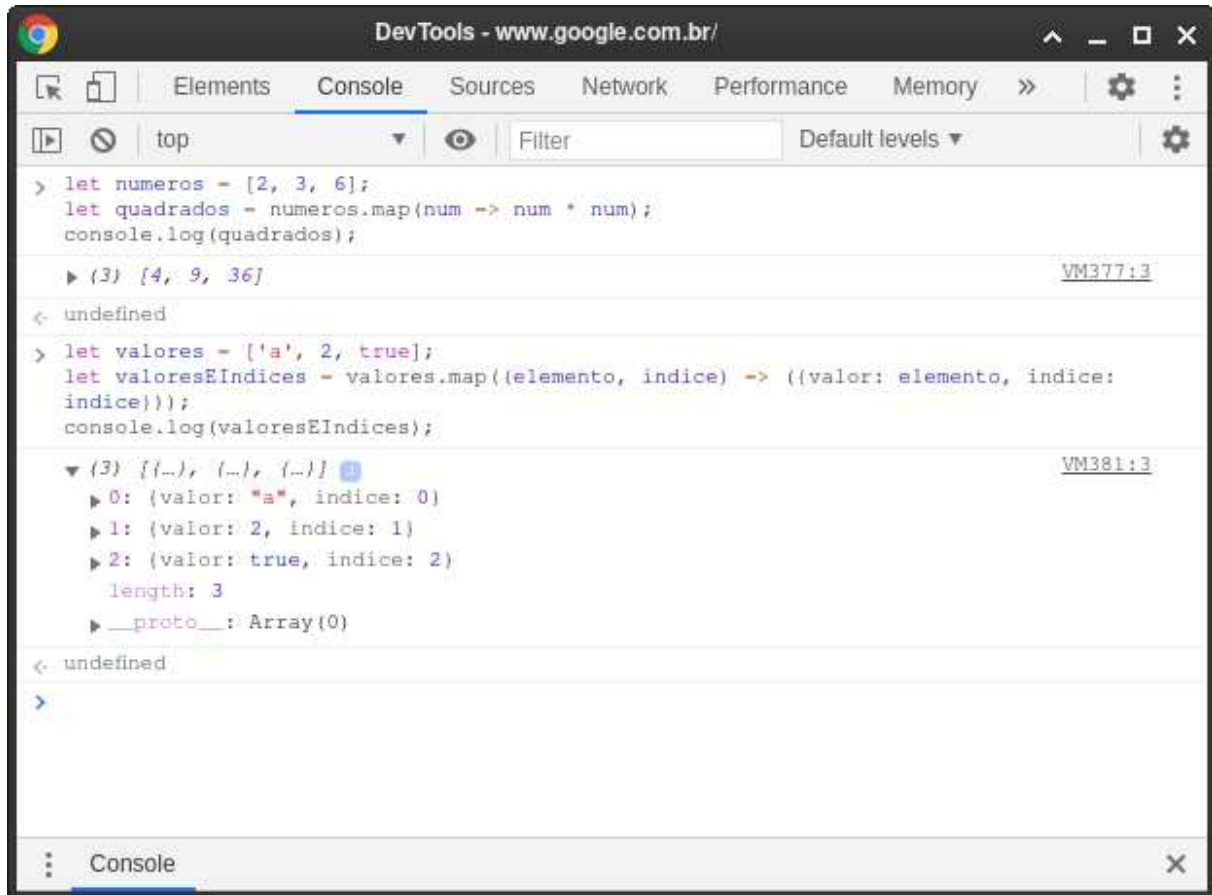 DevTools - www.google.com.br/
Elements Console Sources Network Performance Memory »
top Filter Default levels ▼
> let numeros = [2, 3, 6];
let quadrados = numeros.map(num => num * num);
console.log(quadrados);
(3) [4, 9, 36] VM377:3
undefined
> let valores = ['a', 2, true];
let valoresEIndices = valores.map((elemento, indice) => ({valor: elemento, indice:
indice}));
console.log(valoresEIndices);
(3) [{…}, {…}, {…}] i VM381:3
0: {valor: "a", indice: 0}
1: {valor: 2, indice: 1}
2: {valor: true, indice: 2}
length: 3
__proto__: Array(0)
undefined
>
Console